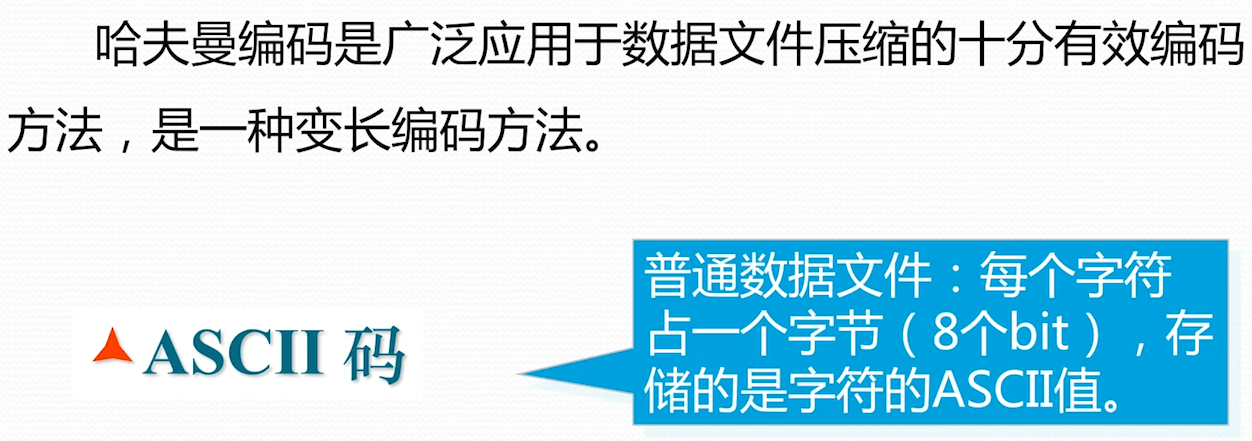 哈夫曼编码是广泛应用于数据文件压缩的十分有效编码
方法，是一种变长编码方法。
普通数据文件：每个字符
占一个字节（8个bit），存
储的是字符的ASCII值。
ASCII 码